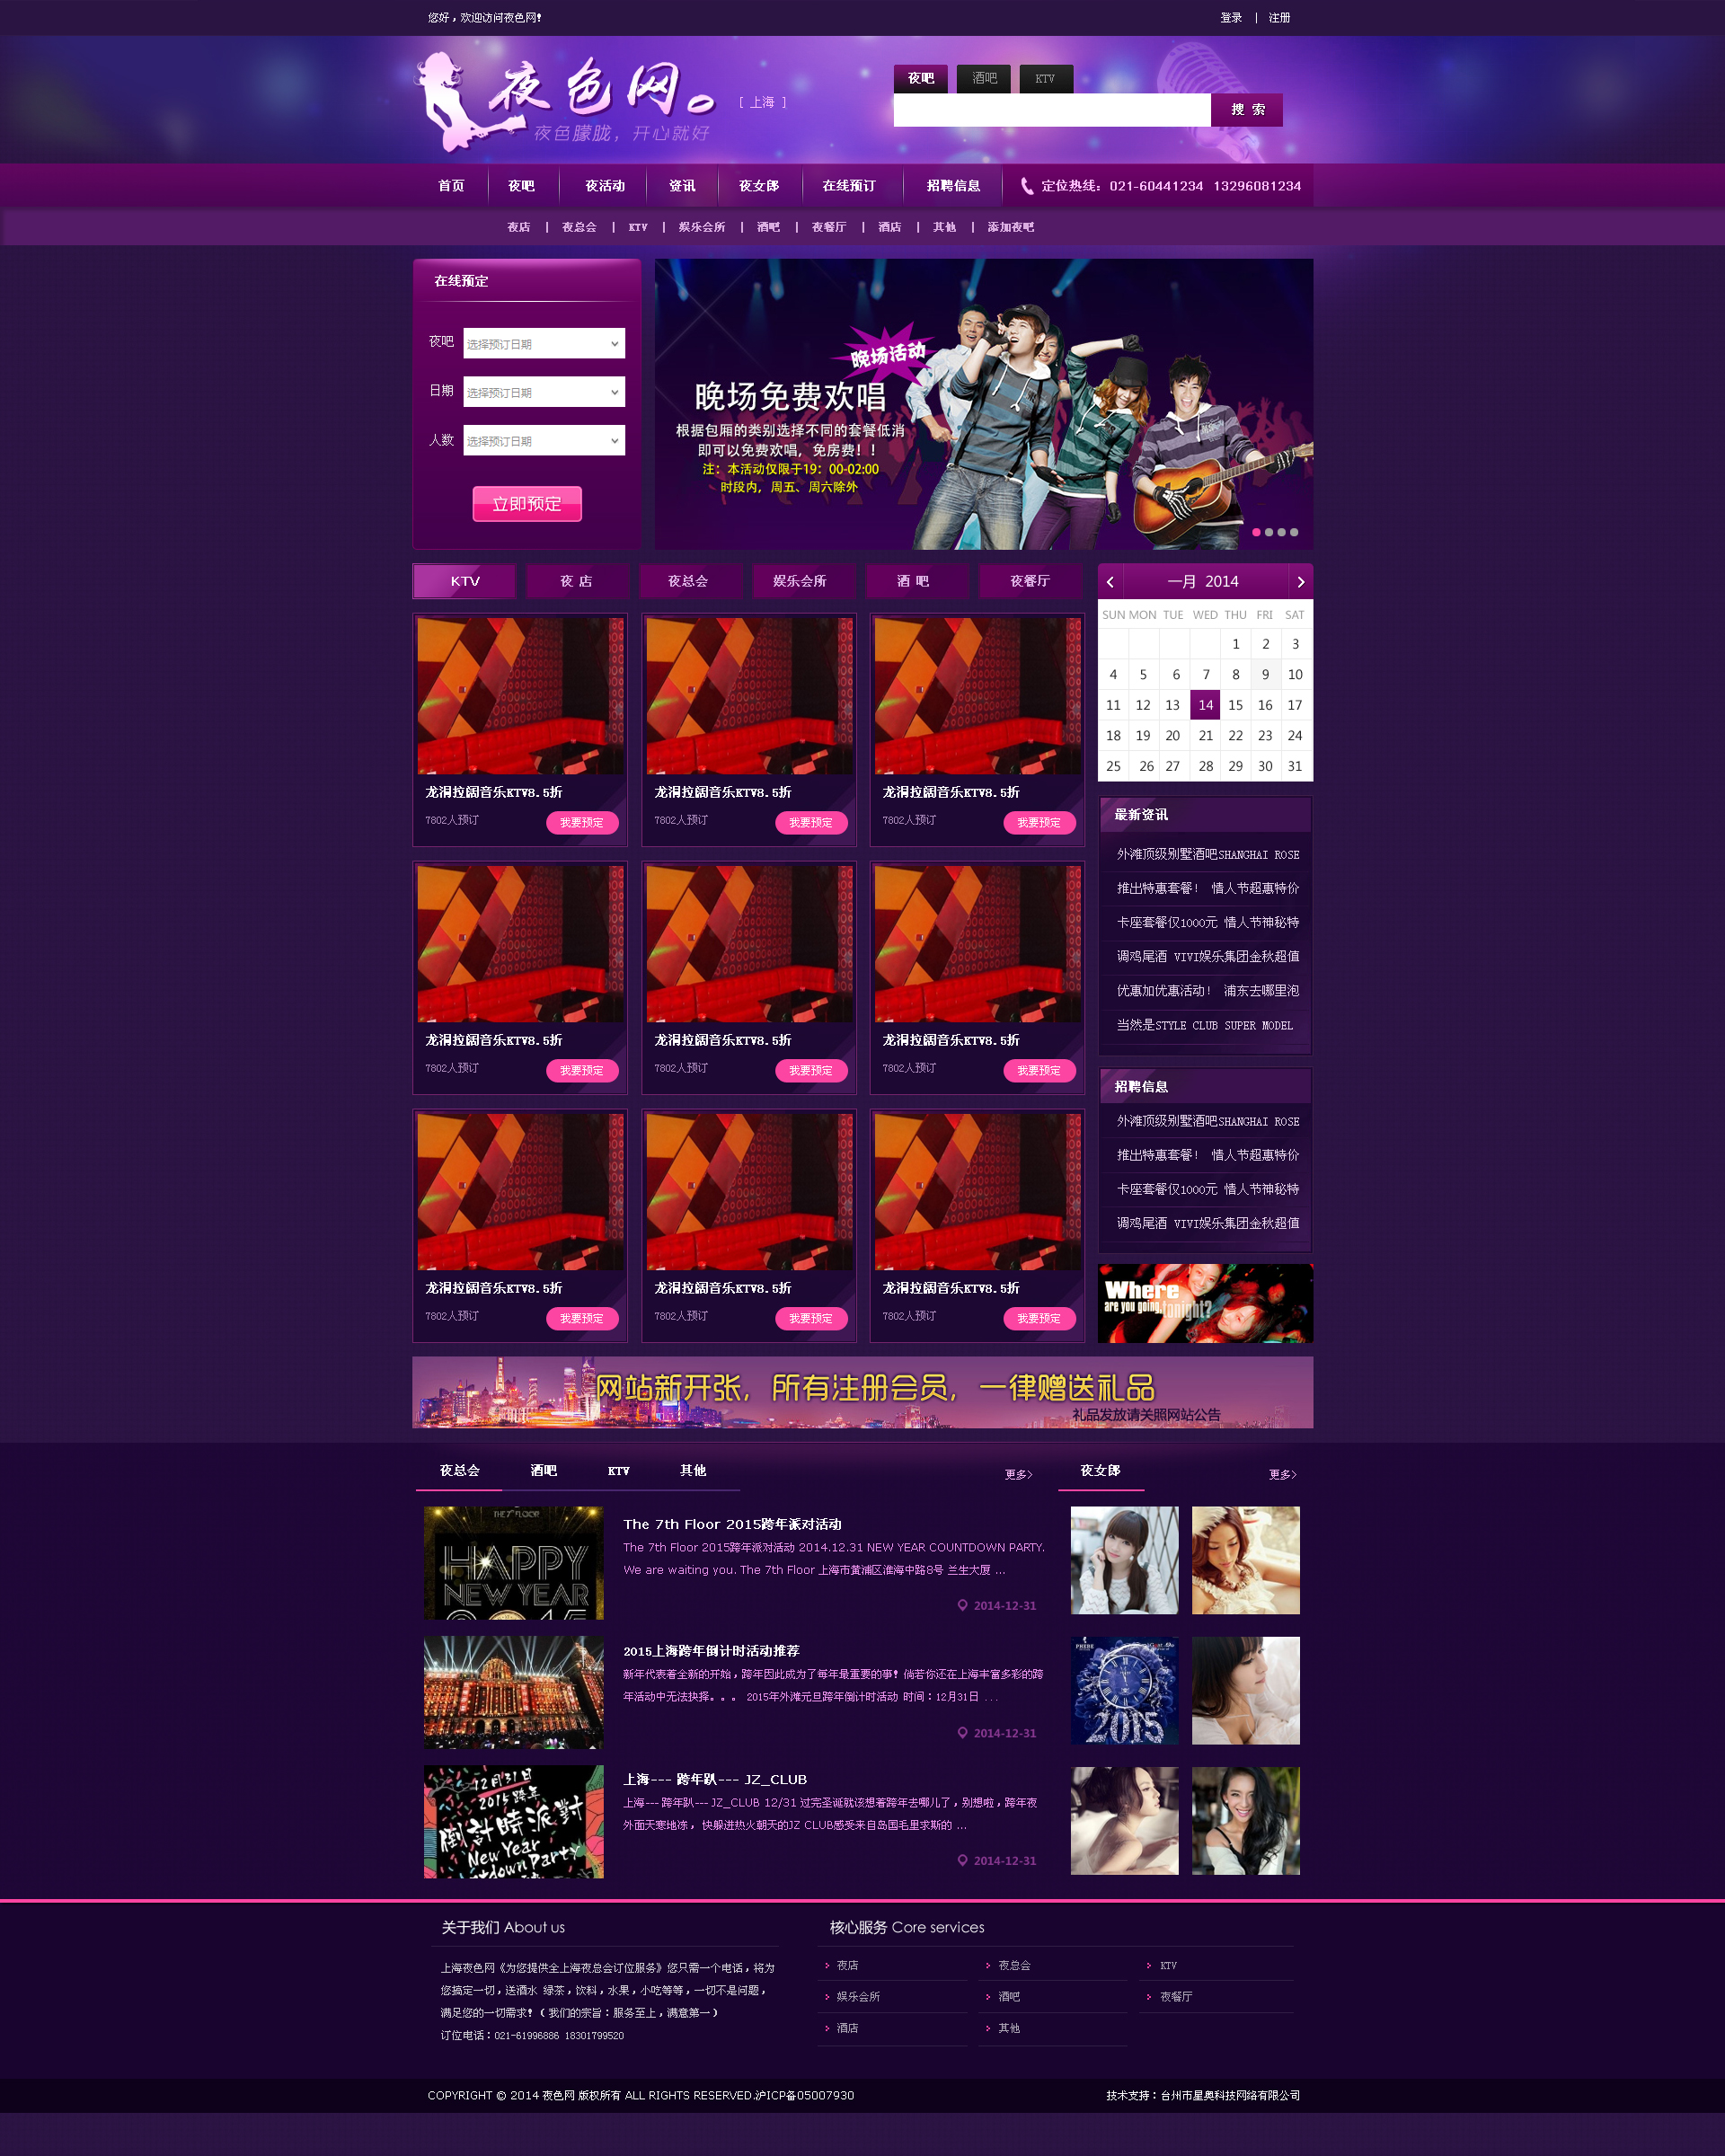 您好，欢迎访问夜色网！
登录 | 注册
夜色网。
夜色朦胧，开心就好
[ 上海 ]
夜吧 酒吧 KTV
搜 索
首页 夜吧 夜活动 资讯 夜女郎 在线预订 招聘信息 定位热线：021-60441234 13296081234
夜店 | 夜总会 | KTV | 娱乐会所 | 酒吧 | 夜餐厅 | 酒店 | 其他 | 添加夜吧
在线预定
夜吧 选择预订日期
日期 选择预订日期
人数 选择预订日期
立即预定
晚场活动
晚场免费欢唱
根据包厢的类别选择不同的套餐低消
即可以免费欢唱，免房费！！
注：本活动仅限于19：00-02:00
时段内，周五、周六除外
KTV 夜 店 夜总会 娱乐会所 酒 吧 夜餐厅
龙涧拉阔音乐KTV8.5折 龙涧拉阔音乐KTV8.5折 龙涧拉阔音乐KTV8.5折
7802人预订 我要预定 7802人预订 我要预定 7802人预订 我要预定
龙涧拉阔音乐KTV8.5折 龙涧拉阔音乐KTV8.5折 龙涧拉阔音乐KTV8.5折
7802人预订 我要预定 7802人预订 我要预定 7802人预订 我要预定
龙涧拉阔音乐KTV8.5折 龙涧拉阔音乐KTV8.5折 龙涧拉阔音乐KTV8.5折
7802人预订 我要预定 7802人预订 我要预定 7802人预订 我要预定
一月 2014
SUN MON TUE WED THU FRI SAT
1 2 3
4 5 6 7 8 9 10
11 12 13 14 15 16 17
18 19 20 21 22 23 24
25 26 27 28 29 30 31
最新资讯
外滩顶级别墅酒吧SHANGHAI ROSE
推出特惠套餐！ 情人节超惠特价
卡座套餐仅1000元 情人节神秘特
调鸡尾酒 VIVI娱乐集团金秋超值
优惠加优惠活动！ 浦东去哪里泡
当然是STYLE CLUB SUPER MODEL
招聘信息
外滩顶级别墅酒吧SHANGHAI ROSE
推出特惠套餐！ 情人节超惠特价
卡座套餐仅1000元 情人节神秘特
调鸡尾酒 VIVI娱乐集团金秋超值
Where
are you going tonight?
网站新开张，所有注册会员，一律赠送礼品
礼品发放请关照网站公告
夜总会 酒吧 KTV 其他 更多>
THE 7th FLOOR
HAPPY
NEW YEAR
2015
The 7th Floor 2015跨年派对活动
The 7th Floor 2015跨年派对活动 2014.12.31 NEW YEAR COUNTDOWN PARTY.
We are waiting you. The 7th Floor 上海市黄浦区淮海中路8号 兰生大厦 ...
2014-12-31
2015上海跨年倒计时活动推荐
新年代表着全新的开始，跨年因此成为了每年最重要的事！倘若你还在上海丰富多彩的跨
年活动中无法抉择。。。 2015年外滩元旦跨年倒计时活动 时间：12月31日 ...
2014-12-31
12月31日
2015 跨年
倒計時派對
New Year
tdown Party
上海--- 跨年趴--- JZ_CLUB
上海--- 跨年趴--- JZ_CLUB 12/31 过完圣诞就该想着跨年去哪儿了，别想啦，跨年夜
外面天寒地冻， 快躲进热火朝天的JZ CLUB感受来自岛国毛里求斯的 ...
2014-12-31
夜女郎 更多>
2015
关于我们 About us
上海夜色网《为您提供全上海夜总会订位服务》您只需一个电话，将为
您搞定一切，送酒水 绿茶，饮料，水果，小吃等等，一切不是问题，
满足您的一切需求！（ 我们的宗旨：服务至上，满意第一 ）
订位电话：021-61996886 18301799520
核心服务 Core services
夜店 夜总会 KTV
娱乐会所 酒吧 夜餐厅
酒店 其他
COPYRIGHT © 2014 夜色网 版权所有 ALL RIGHTS RESERVED.沪ICP备05007930
技术支持：台州市星奥科技网络有限公司